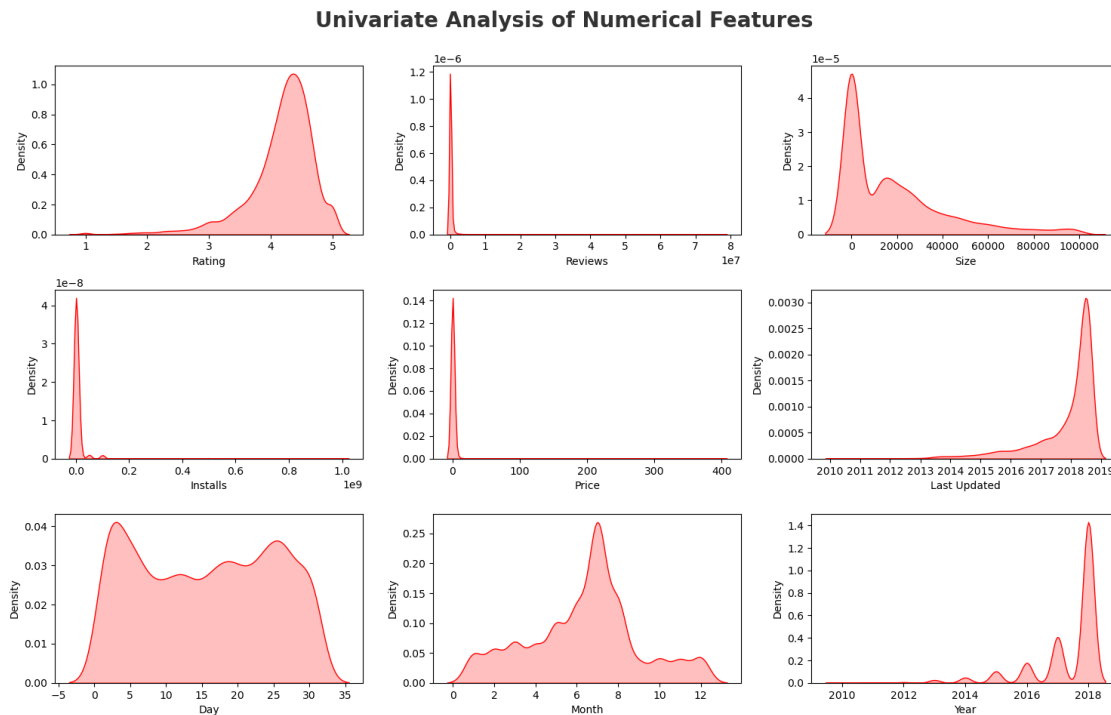 Univariate Analysis of Numerical Features
1.0
0.8
0.6
0.4
0.2
0.0
Density
1 2 3 4 5
Rating
1e−6
1.2
1.0
0.8
0.6
0.4
0.2
0.0
Density
0 1 2 3 4 5 6 7 8
Reviews
1e7
1e−5
4
3
2
1
0
Density
0 20000 40000 60000 80000 100000
Size
1e−8
4
3
2
1
0
Density
0.0 0.2 0.4 0.6 0.8 1.0
Installs
1e9
0.14
0.12
0.10
0.08
0.06
0.04
0.02
0.00
Density
0 100 200 300 400
Price
0.0030
0.0025
0.0020
0.0015
0.0010
0.0005
0.0000
Density
2010 2011 2012 2013 2014 2015 2016 2017 2018 2019
Last Updated
0.04
0.03
0.02
0.01
0.00
Density
−5 0 5 10 15 20 25 30 35
Day
0.25
0.20
0.15
0.10
0.05
0.00
Density
0 2 4 6 8 10 12
Month
1.4
1.2
1.0
0.8
0.6
0.4
0.2
0.0
Density
2010 2012 2014 2016 2018
Year